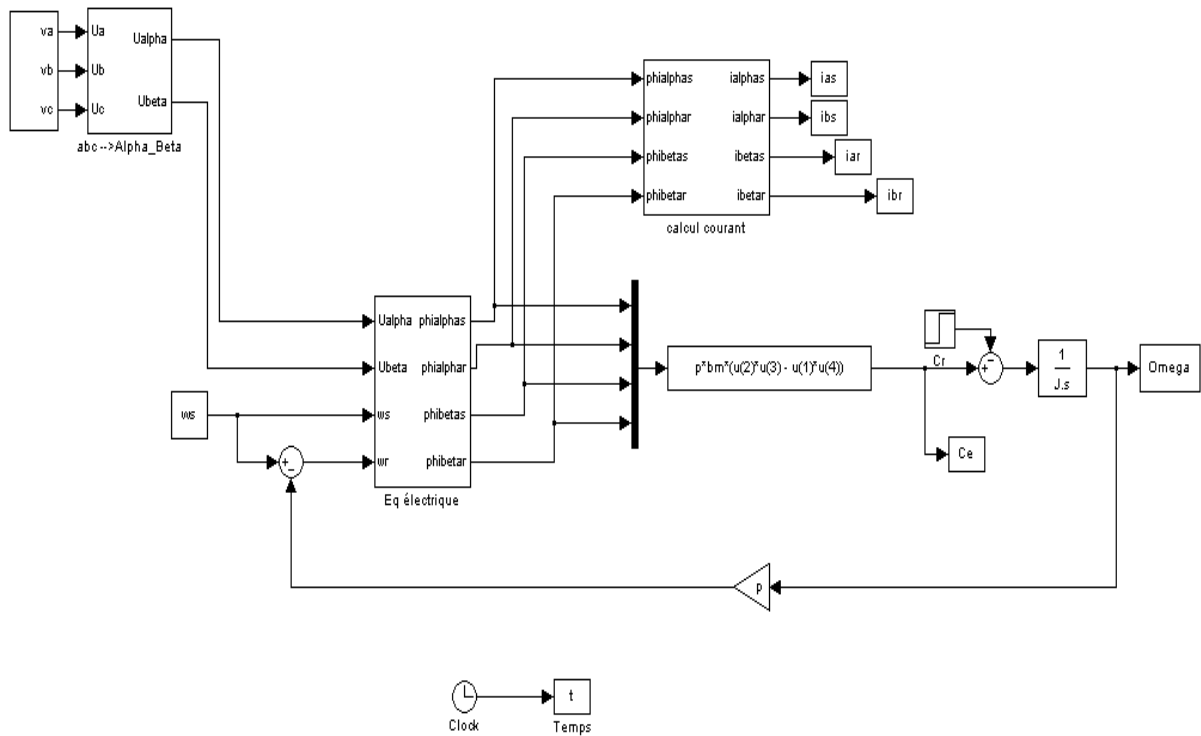 va
vb
vc
Ua
Ub
Uc
Ualpha
Ubeta
abc -->Alpha_Beta
phialphas
phialphar
phibetas
phibetar
ialphas
ialphar
ibetas
ibetar
calcul courant
ias
ibs
iar
ibr
Ualpha
Ubeta
ws
wr
phialphas
phialphar
phibetas
phibetar
Eq électrique
ws
+
-
p*bm*(u(2)*u(3) - u(1)*u(4))
Cr
-
+
1
J.s
Omega
Ce
p
Clock
t
Temps